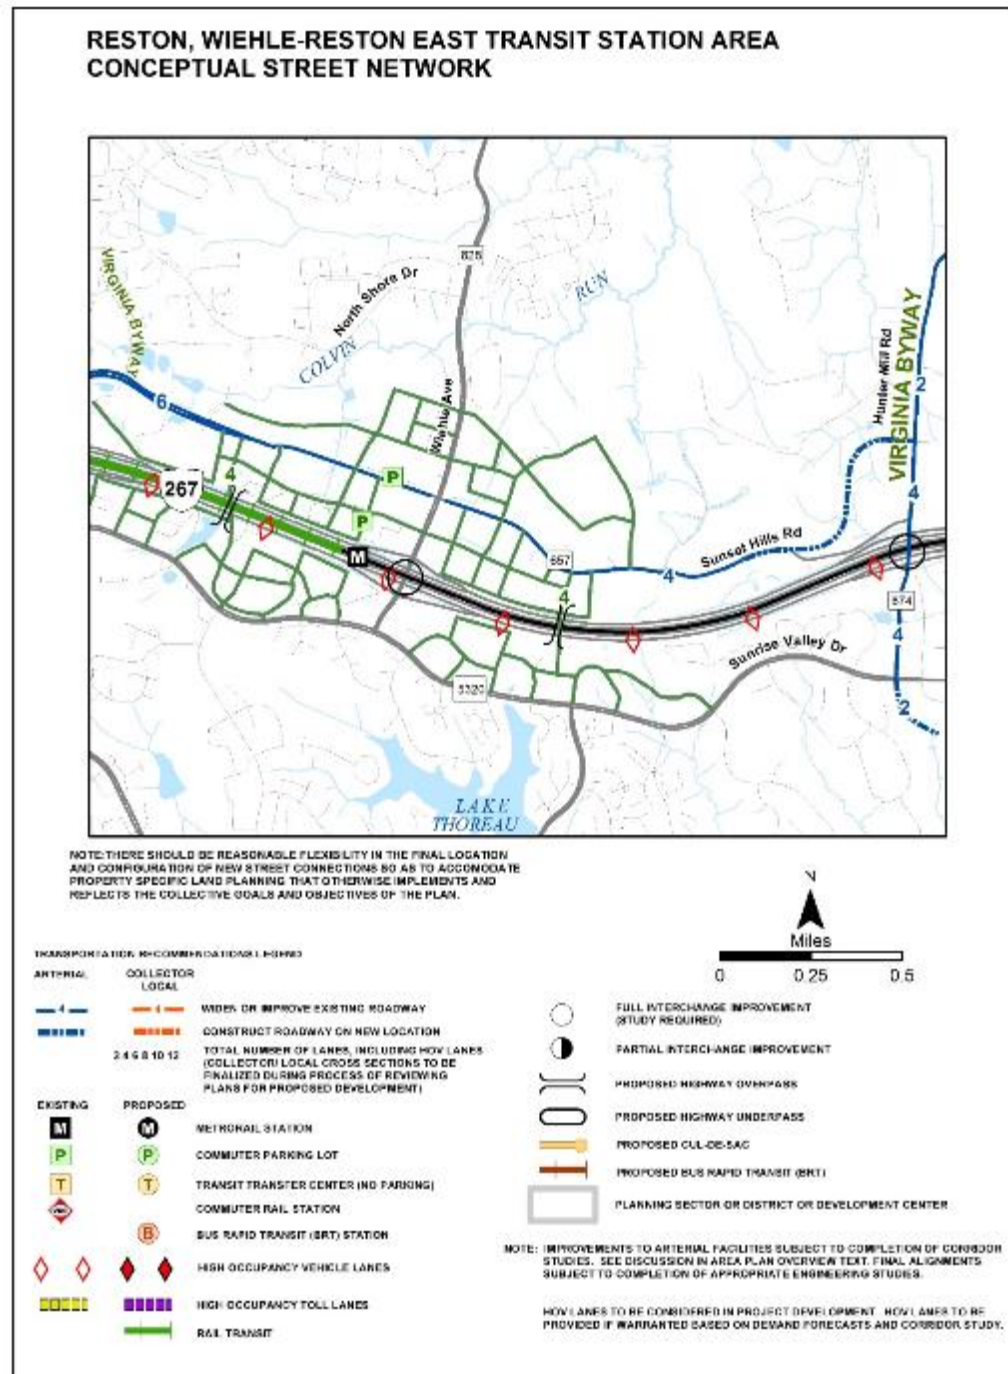 RESTON, WIEHLE-RESTON EAST TRANSIT STATION AREA
CONCEPTUAL STREET NETWORK
828
VIRGINIA BYWAY
North Shore Dr
RUN
COLVIN
Wiehle Ave
Hunter Mill Rd
VIRGINIA BYWAY
2
6
4
P
267
4
P
M
657
Sunset Hills Rd
4
4
674
4
Sunrise Valley Dr
5320
2
LAKE
THOREAU
NOTE: THERE SHOULD BE REASONABLE FLEXIBILITY IN THE FINAL LOCATION
AND CONFIGURATION OF NEW STREET CONNECTIONS SO AS TO ACCOMODATE
PROPERTY SPECIFIC LAND PLANNING THAT OTHERWISE IMPLEMENTS AND
REFLECTS THE COLLECTIVE GOALS AND OBJECTIVES OF THE PLAN.
N
Miles
0 0.25 0.5
TRANSPORTATION RECOMMENDATIONS LEGEND
ARTERIAL COLLECTOR
LOCAL
4 4 WIDEN OR IMPROVE EXISTING ROADWAY
CONSTRUCT ROADWAY ON NEW LOCATION
2 4 6 8 10 12 TOTAL NUMBER OF LANES, INCLUDING HOV LANES
(COLLECTOR/ LOCAL CROSS SECTIONS TO BE
FINALIZED DURING PROCESS OF REVIEWING
PLANS FOR PROPOSED DEVELOPMENT)
EXISTING PROPOSED
M M METRORAIL STATION
P P COMMUTER PARKING LOT
T T TRANSIT TRANSFER CENTER (NO PARKING)
COMMUTER RAIL STATION
B BUS RAPID TRANSIT (BRT) STATION
HIGH OCCUPANCY VEHICLE LANES
HIGH OCCUPANCY TOLL LANES
RAIL TRANSIT
FULL INTERCHANGE IMPROVEMENT
(STUDY REQUIRED)
PARTIAL INTERCHANGE IMPROVEMENT
PROPOSED HIGHWAY OVERPASS
PROPOSED HIGHWAY UNDERPASS
PROPOSED CUL-DE-SAC
PROPOSED BUS RAPID TRANSIT (BRT)
PLANNING SECTOR OR DISTRICT OR DEVELOPMENT CENTER
NOTE: IMPROVEMENTS TO ARTERIAL FACILITIES SUBJECT TO COMPLETION OF CORRIDOR
STUDIES. SEE DISCUSSION IN AREA PLAN OVERVIEW TEXT. FINAL ALIGNMENTS
SUBJECT TO COMPLETION OF APPROPRIATE ENGINEERING STUDIES.
HOV LANES TO BE CONSIDERED IN PROJECT DEVELOPMENT. HOV LANES TO BE
PROVIDED IF WARRANTED BASED ON DEMAND FORECASTS AND CORRIDOR STUDY.